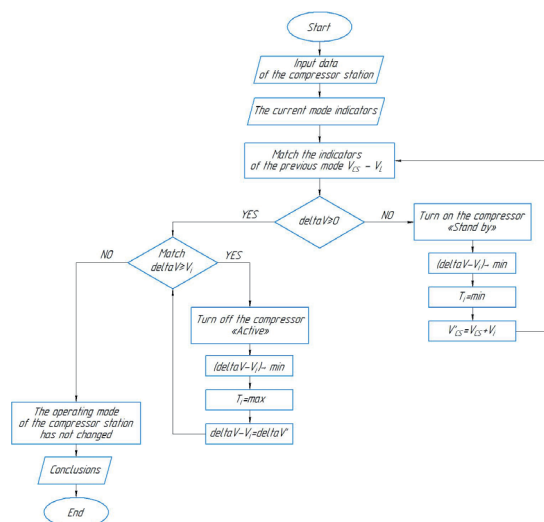 Start
Input data
of the compressor station
The current mode indicators
Match the indicators
of the previous mode V_CS – V_L
deltaV≥0
YES
NO
Turn on the compressor
«Stand by»
(deltaV–V_i)→ min
T_i=min
V'_CS=V_CS+V_i
Match
deltaV≥V_i
NO
YES
Turn off the compressor
«Active»
(deltaV–V_i)→ min
T_i=max
deltaV–V_i=deltaV'
The operating mode
of the compressor station
has not changed
Conclusions
End